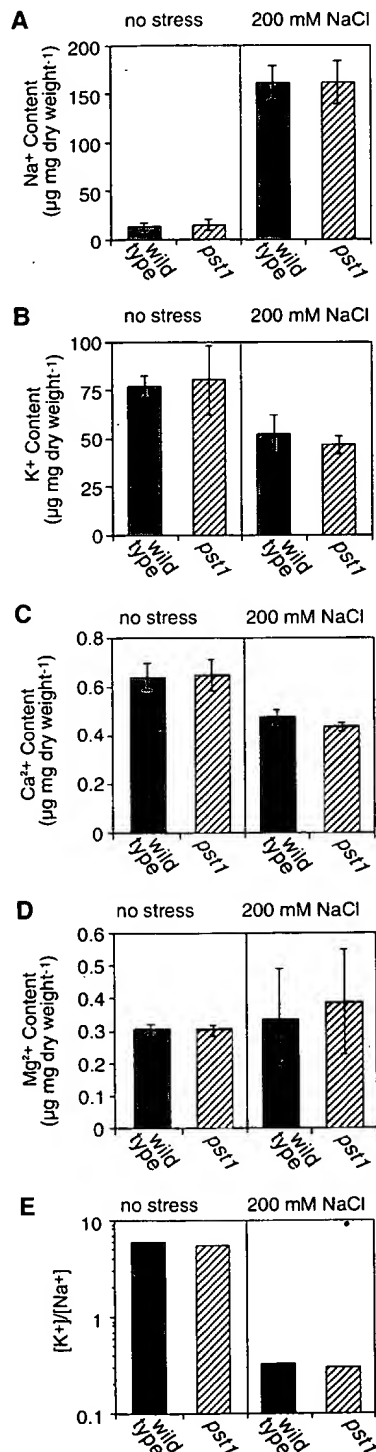 A
no stress 200 mM NaCl
Na+ Content
(µg mg dry weight-1)
200
150
100
50
0
wild
type
pst1
wild
type
pst1
B
no stress 200 mM NaCl
K+ Content
(µg mg dry weight-1)
100
75
50
25
0
wild
type
pst1
wild
type
pst1
C
no stress 200 mM NaCl
Ca2+ Content
(µg mg dry weight-1)
0.8
0.6
0.4
0.2
0
wild
type
pst1
wild
type
pst1
D
no stress 200 mM NaCl
Mg2+ Content
(µg mg dry weight-1)
0.6
0.5
0.4
0.3
0.2
0.1
0
wild
type
pst1
wild
type
pst1
E
no stress 200 mM NaCl
[K+]/[Na+]
10
1
0.1
wild
type
pst1
wild
type
pst1